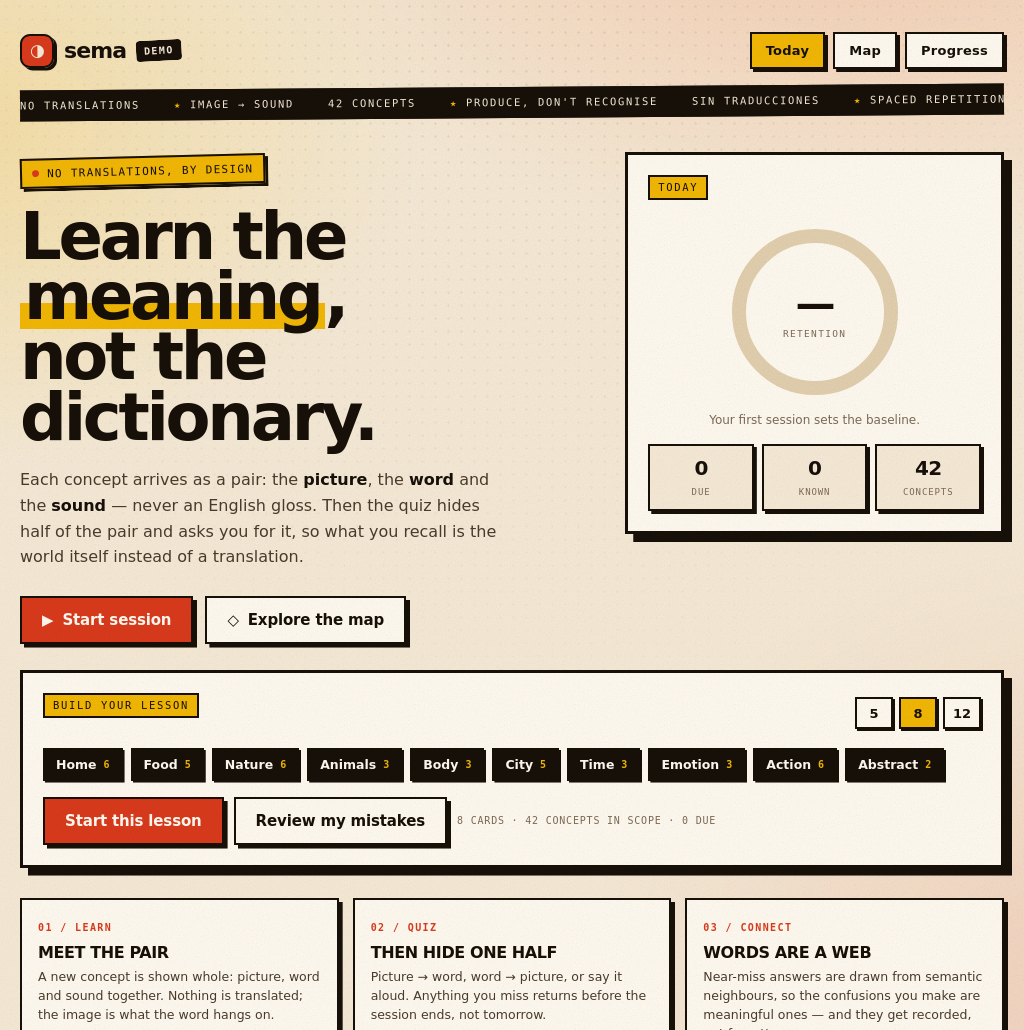 sema DEMO
Today Map Progress
NO TRANSLATIONS ★ IMAGE → SOUND 42 CONCEPTS ★ PRODUCE, DON'T RECOGNISE SIN TRADUCCIONES ★ SPACED REPETITION
NO TRANSLATIONS, BY DESIGN
Learn the
meaning,
not the
dictionary.
Each concept arrives as a pair: the picture, the word and
the sound — never an English gloss. Then the quiz hides
half of the pair and asks you for it, so what you recall is the
world itself instead of a translation.
▶ Start session ◇ Explore the map
TODAY
—
RETENTION
Your first session sets the baseline.
0 0 42
DUE KNOWN CONCEPTS
BUILD YOUR LESSON
5 8 12
Home 6 Food 5 Nature 6 Animals 3 Body 3 City 5 Time 3 Emotion 3 Action 6 Abstract 2
Start this lesson Review my mistakes 8 CARDS · 42 CONCEPTS IN SCOPE · 0 DUE
01 / LEARN
MEET THE PAIR
A new concept is shown whole: picture, word
and sound together. Nothing is translated;
the image is what the word hangs on.
02 / QUIZ
THEN HIDE ONE HALF
Picture → word, word → picture, or say it
aloud. Anything you miss returns before the
session ends, not tomorrow.
03 / CONNECT
WORDS ARE A WEB
Near-miss answers are drawn from semantic
neighbours, so the confusions you make are
meaningful ones — and they get recorded,